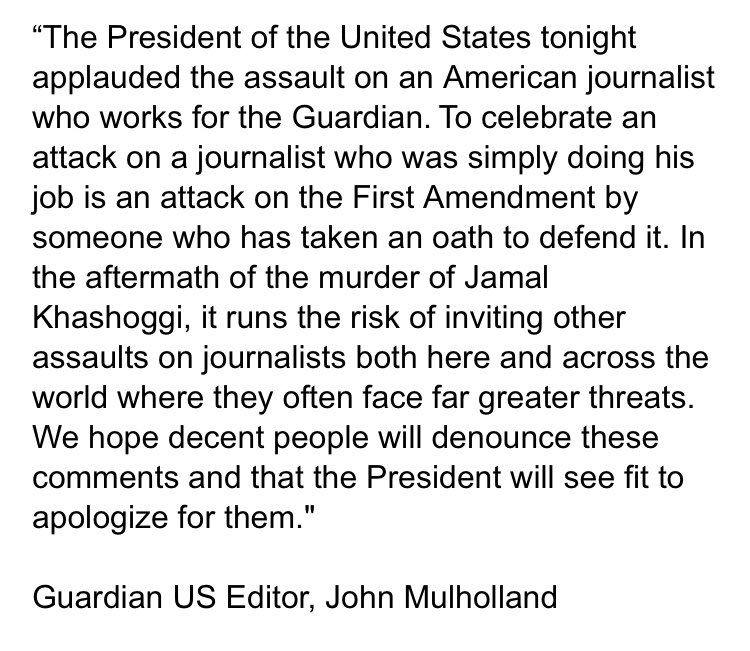 “The President of the United States tonight
applauded the assault on an American journalist
who works for the Guardian. To celebrate an
attack on a journalist who was simply doing his
job is an attack on the First Amendment by
someone who has taken an oath to defend it. In
the aftermath of the murder of Jamal
Khashoggi, it runs the risk of inviting other
assaults on journalists both here and across the
world where they often face far greater threats.
We hope decent people will denounce these
comments and that the President will see fit to
apologize for them."
Guardian US Editor, John Mulholland